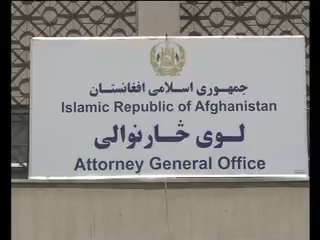 جمهوری اسلامی افغانستان
Islamic Republic of Afghanistan
لوی څارنوالی
Attorney General Office